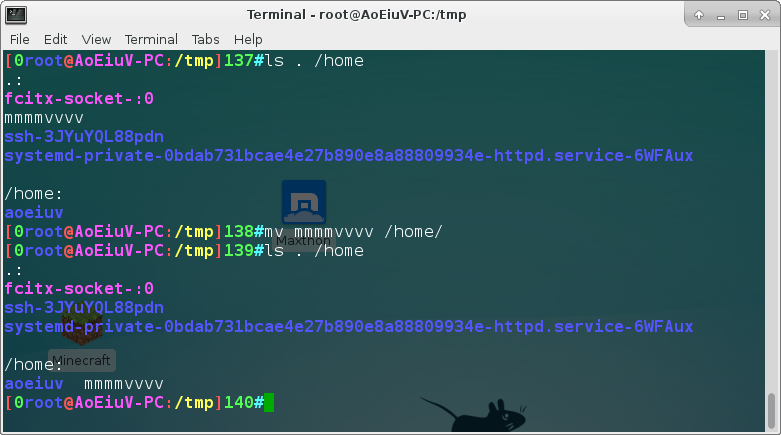 Terminal - root@AoEiuV-PC:/tmp
File Edit View Terminal Tabs Help
[0root@AoEiuV-PC:/tmp]137#ls . /home
.:
fcitx-socket-:0
mmmmvvvv
ssh-3JYuYQL88pdn
systemd-private-0bdab731bcae4e27b890e8a88809934e-httpd.service-6WFAux
/home:
aoeiuv
[0root@AoEiuV-PC:/tmp]138#mv mmmmvvvv /home/
Maxthon
[0root@AoEiuV-PC:/tmp]139#ls . /home
.:
fcitx-socket-:0
ssh-3JYuYQL88pdn
systemd-private-0bdab731bcae4e27b890e8a88809934e-httpd.service-6WFAux
Minecraft
/home:
aoeiuv mmmmvvvv
[0root@AoEiuV-PC:/tmp]140#